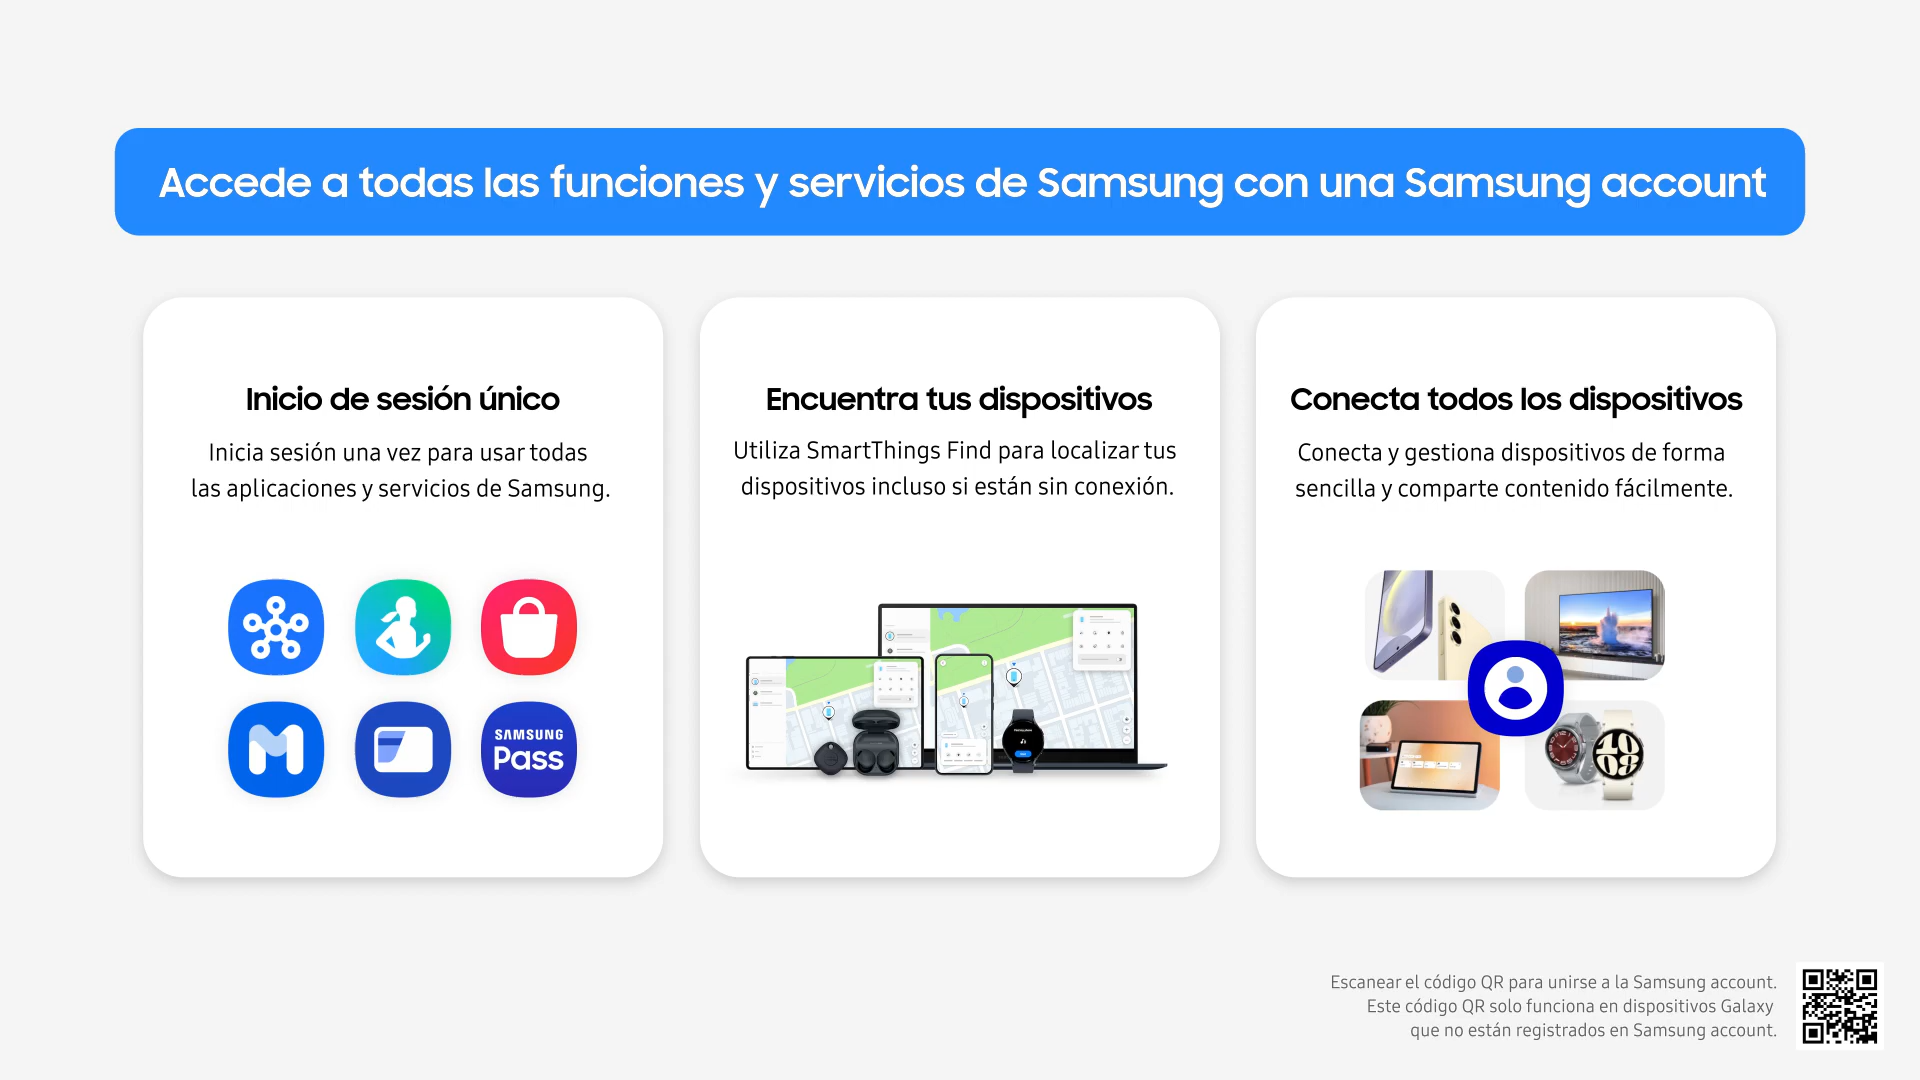 Accede a todas las funciones y servicios de Samsung con una Samsung account
Inicio de sesión único
Inicia sesión una vez para usar todas
las aplicaciones y servicios de Samsung.
SAMSUNG
Pass
Encuentra tus dispositivos
Utiliza SmartThings Find para localizar tus
dispositivos incluso si están sin conexión.
Conecta todos los dispositivos
Conecta y gestiona dispositivos de forma
sencilla y comparte contenido fácilmente.
10
09
Escanear el código QR para unirse a la Samsung account.
Este código QR solo funciona en dispositivos Galaxy
que no están registrados en Samsung account.